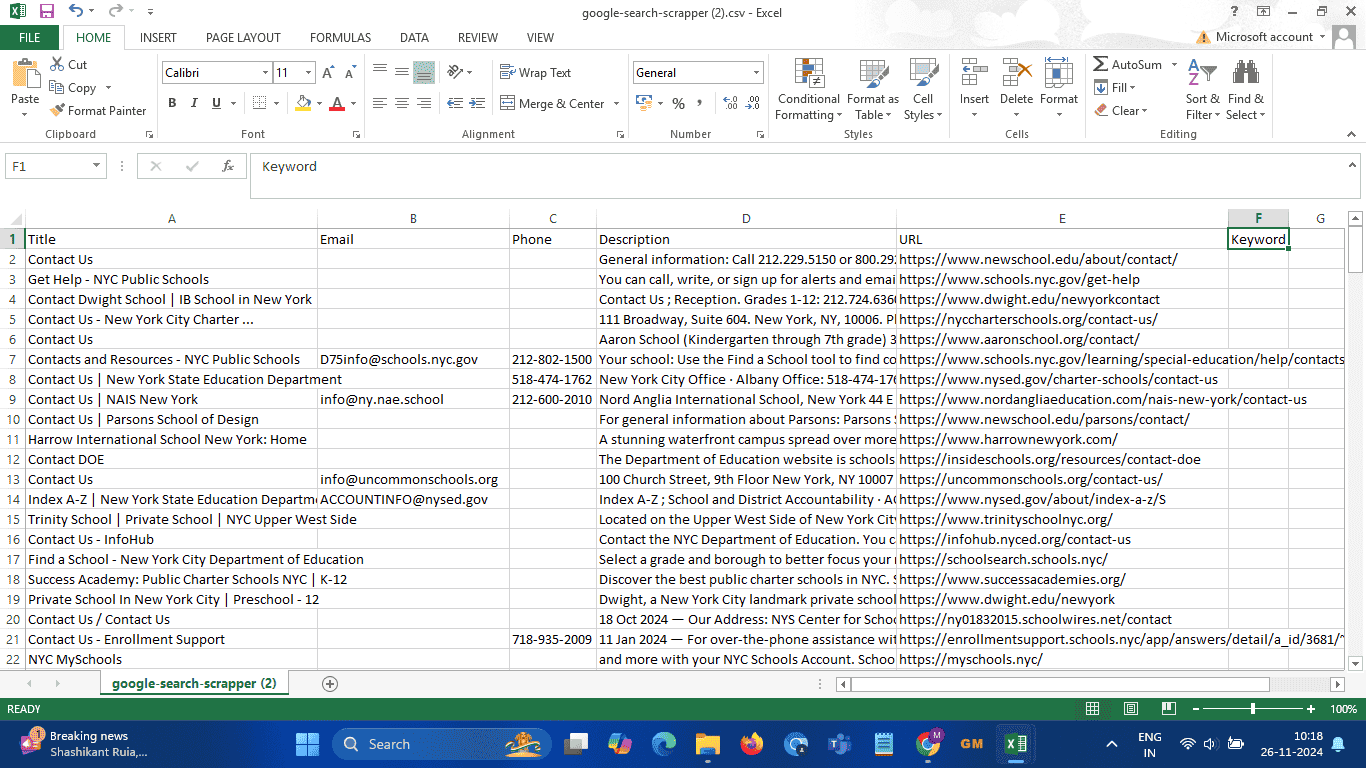 google-search-scrapper (2).csv - Excel
FILE HOME INSERT PAGE LAYOUT FORMULAS DATA REVIEW VIEW Microsoft account
Cut
Copy
Format Painter
Paste
Clipboard
Calibri 11
B I U
Font
Wrap Text
Merge & Center
Alignment
General
Number
Conditional Formatting
Format as Table
Cell Styles
Styles
Insert Delete Format
Cells
AutoSum
Fill
Clear
Sort & Filter
Find & Select
Editing
F1 fx Keyword
A B C D E F G
1 Title Email Phone Description URL Keyword
2 Contact Us General information: Call 212.229.5150 or 800.29 https://www.newschool.edu/about/contact/
3 Get Help - NYC Public Schools You can call, write, or sign up for alerts and emai https://www.schools.nyc.gov/get-help
4 Contact Dwight School | IB School in New York Contact Us ; Reception. Grades 1-12: 212.724.636 https://www.dwight.edu/newyorkcontact
5 Contact Us - New York City Charter ... 111 Broadway, Suite 604. New York, NY, 10006. Pl https://nyccharterschools.org/contact-us/
6 Contact Us Aaron School (Kindergarten through 7th grade) 3 https://www.aaronschool.org/contact/
7 Contacts and Resources - NYC Public Schools D75info@schools.nyc.gov 212-802-1500 Your school: Use the Find a School tool to find co https://www.schools.nyc.gov/learning/special-education/help/contacts
8 Contact Us | New York State Education Department 518-474-1762 New York City Office · Albany Office: 518-474-17 https://www.nysed.gov/charter-schools/contact-us
9 Contact Us | NAIS New York info@ny.nae.school 212-600-2010 Nord Anglia International School, New York 44 E https://www.nordangliaeducation.com/nais-new-york/contact-us
10 Contact Us | Parsons School of Design For general information about Parsons: Parsons https://www.newschool.edu/parsons/contact/
11 Harrow International School New York: Home A stunning waterfront campus spread over more https://www.harrownewyork.com/
12 Contact DOE The Department of Education website is schools https://insideschools.org/resources/contact-doe
13 Contact Us info@uncommonschools.org 100 Church Street, 9th Floor New York, NY 10007 https://uncommonschools.org/contact-us/
14 Index A-Z | New York State Education Departm ACCOUNTINFO@nysed.gov Index A-Z ; School and District Accountability · A https://www.nysed.gov/about/index-a-z/S
15 Trinity School | Private School | NYC Upper West Side Located on the Upper West Side of New York Cit https://www.trinityschoolnyc.org/
16 Contact Us - InfoHub Contact the NYC Department of Education. You c https://infohub.nyced.org/contact-us
17 Find a School - New York City Department of Education Select a grade and borough to better focus your https://schoolsearch.schools.nyc/
18 Success Academy: Public Charter Schools NYC | K-12 Discover the best public charter schools in NYC. https://www.successacademies.org/
19 Private School In New York City | Preschool - 12 Dwight, a New York City landmark private school https://www.dwight.edu/newyork
20 Contact Us / Contact Us 18 Oct 2024 — Our Address: NYS Center for Schoo https://ny01832015.schoolwires.net/contact
21 Contact Us - Enrollment Support 718-935-2009 11 Jan 2024 — For over-the-phone assistance wit https://enrollmentsupport.schools.nyc/app/answers/detail/a_id/3681/
22 NYC MySchools and more with your NYC Schools Account. Schoo https://myschools.nyc/
google-search-scrapper (2)
READY 100%
Breaking news
Shashikant Ruia,...
Search
GM
M
ENG
IN
10:18
26-11-2024